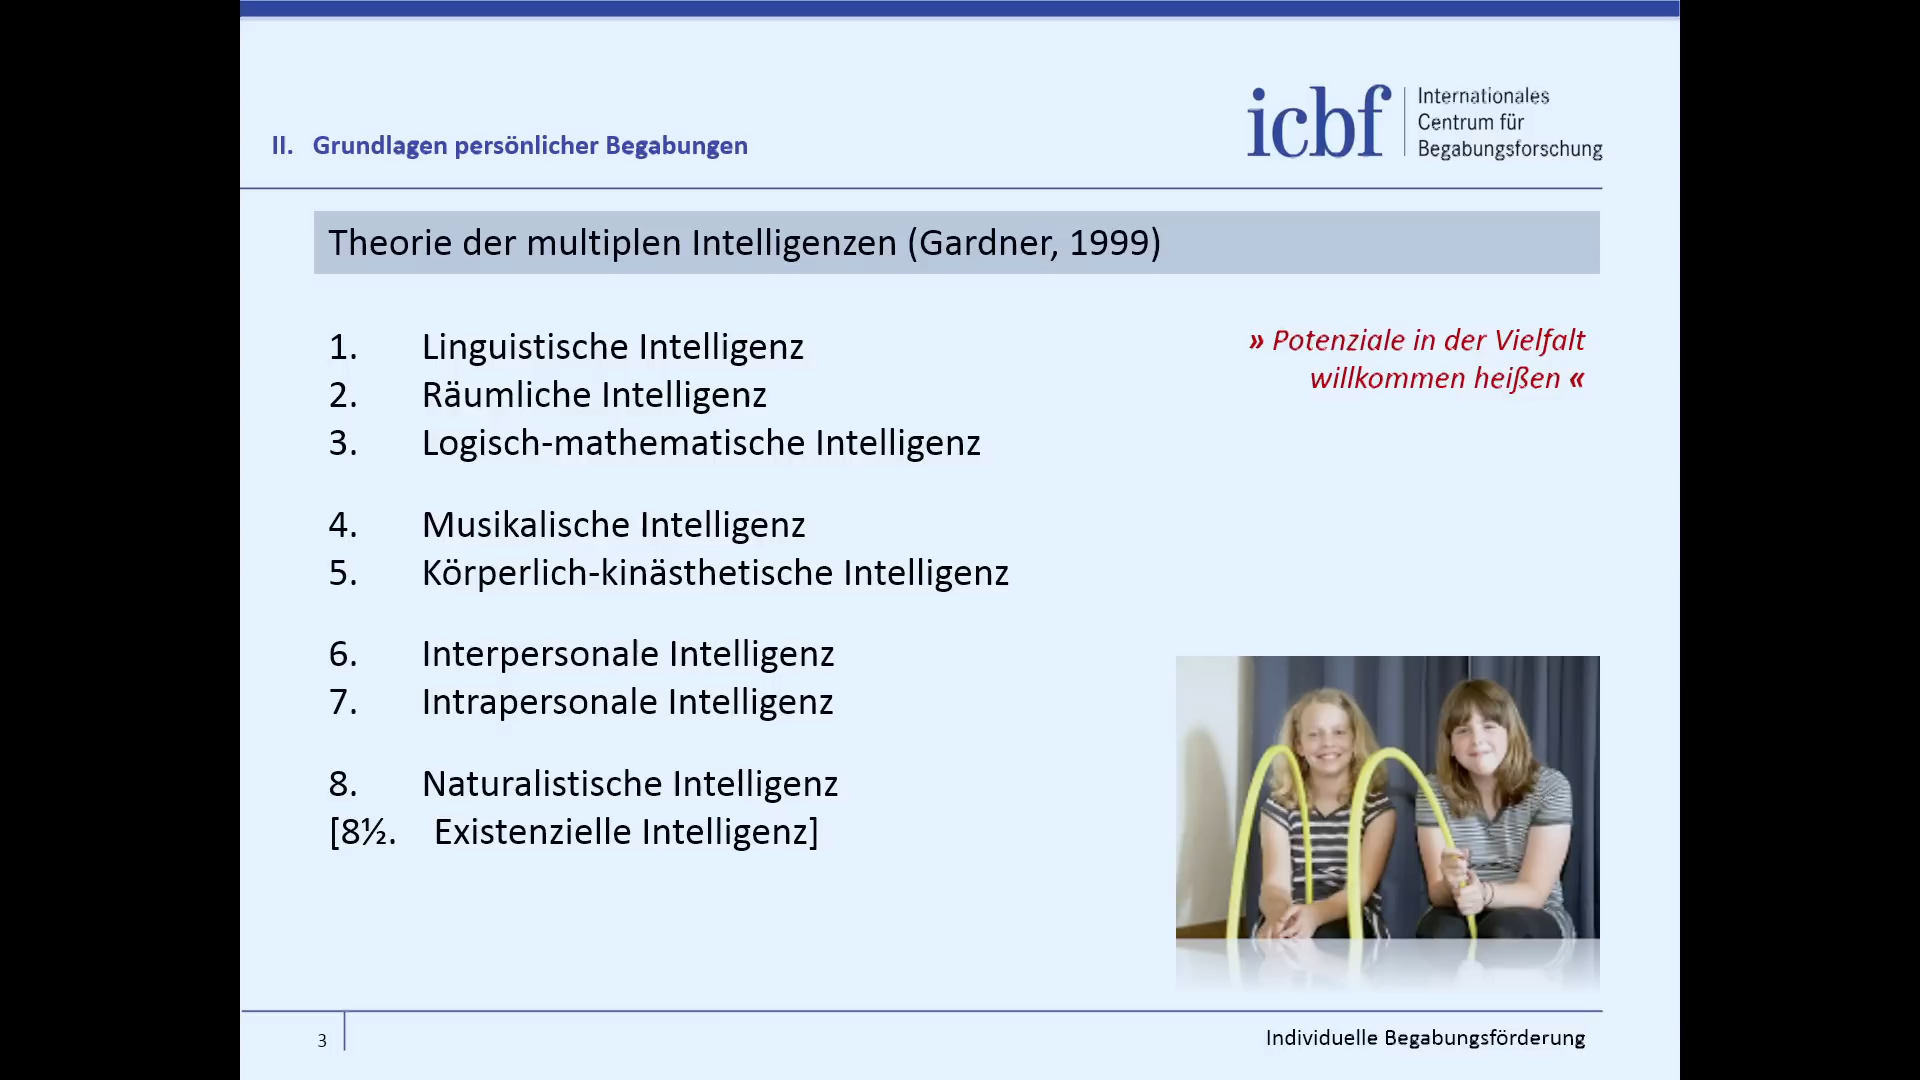 icbf
Internationales
Centrum für
Begabungsforschung
II. Grundlagen persönlicher Begabungen
Theorie der multiplen Intelligenzen (Gardner, 1999)
1. Linguistische Intelligenz
2. Räumliche Intelligenz
3. Logisch-mathematische Intelligenz
4. Musikalische Intelligenz
5. Körperlich-kinästhetische Intelligenz
6. Interpersonale Intelligenz
7. Intrapersonale Intelligenz
8. Naturalistische Intelligenz
[8½. Existenzielle Intelligenz]
» Potenziale in der Vielfalt
willkommen heißen «
3
Individuelle Begabungsförderung